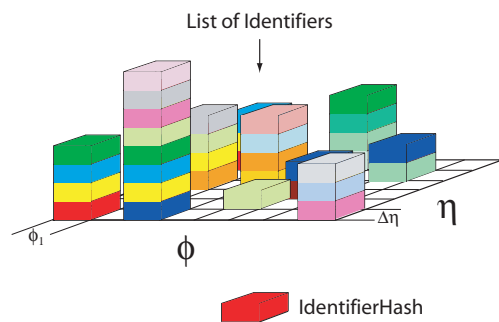 List of Identifiers
Δη
η
ϕ₁
ϕ
IdentifierHash